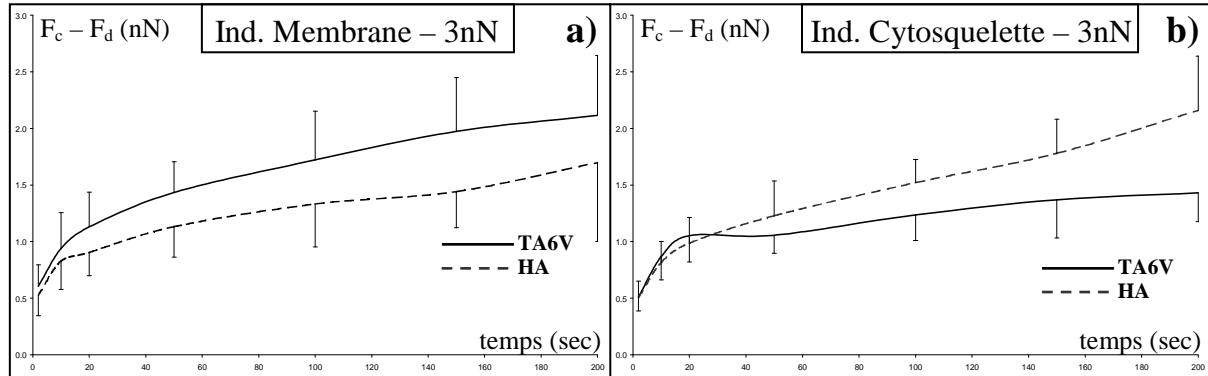 3.0
F_c – F_d (nN)
Ind. Membrane – 3nN
a)
2.5
2.0
1.5
1.0
0.5
0.0
TA6V
HA
temps (sec)
0 20 40 60 80 100 120 140 160 180 200
3.0
F_c – F_d (nN)
Ind. Cytosquelette – 3nN
b)
2.5
2.0
1.5
1.0
0.5
0.0
TA6V
HA
temps (sec)
0 20 40 60 80 100 120 140 160 180 200